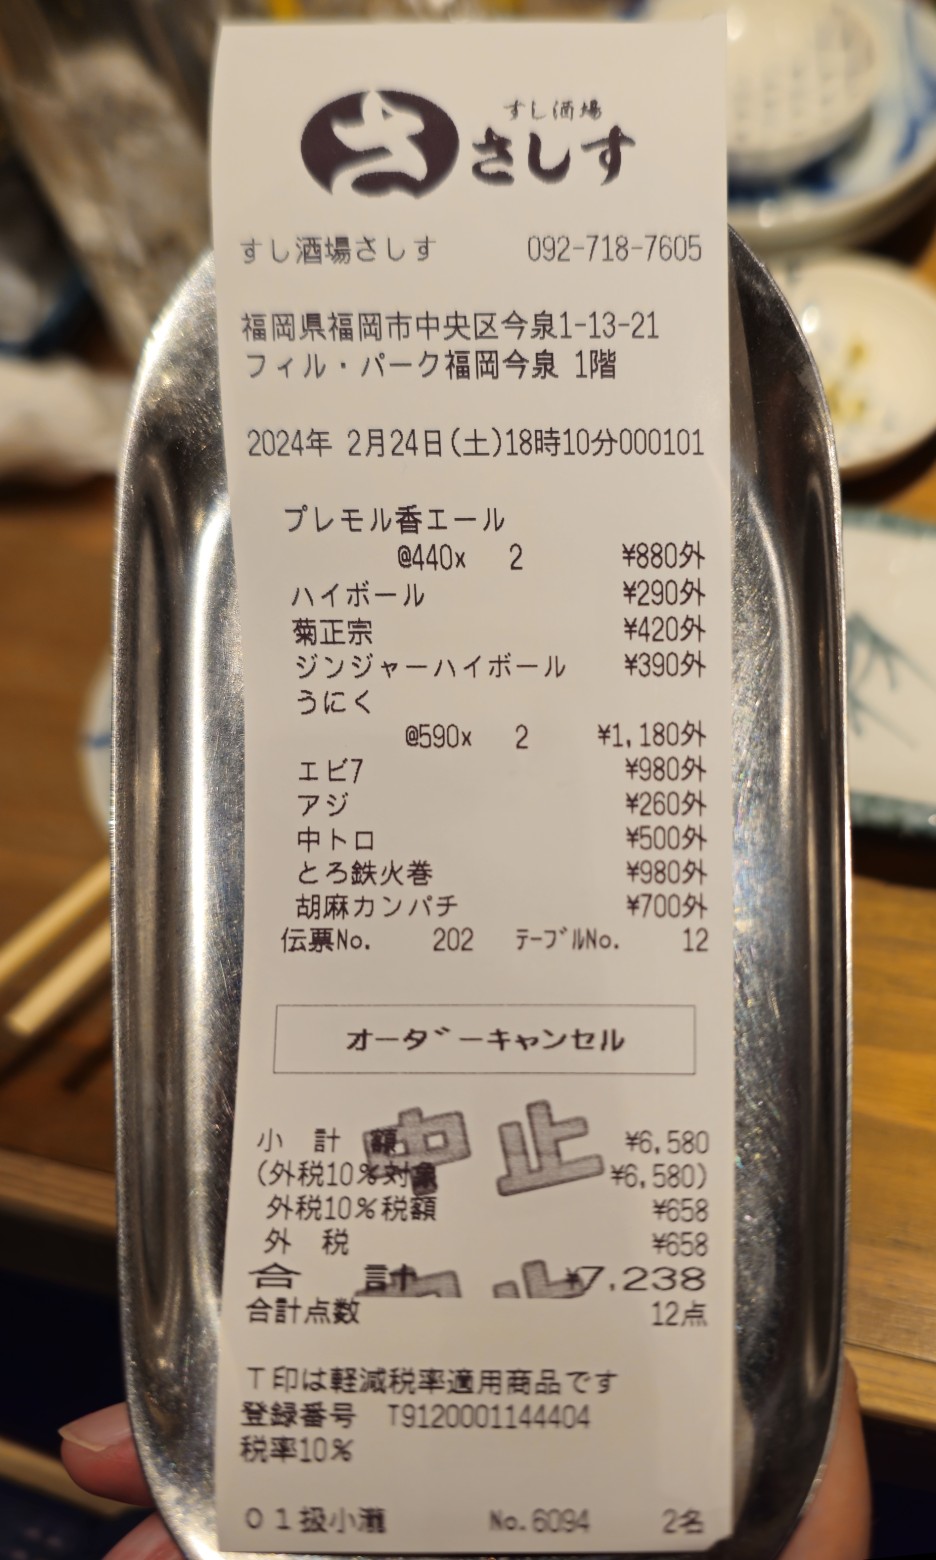 さ
すし酒場
さしす
すし酒場さしす 092-718-7605
福岡県福岡市中央区今泉1-13-21
フィル・パーク福岡今泉 1階
2024年 2月24日(土)18時10分000101
プレモル香エール
@440x 2 ¥880外
ハイボール ¥290外
菊正宗 ¥420外
ジンジャーハイボール ¥390外
うにく
@590x 2 ¥1,180外
エビ7 ¥980外
アジ ¥260外
中トロ ¥500外
とろ鉄火巻 ¥980外
胡麻カンパチ ¥700外
伝票No. 202 テーブルNo. 12
オーダーキャンセル
中止
小計額 ¥6,580
(外税10%対象 ¥6,580)
外税10%税額 ¥658
外税 ¥658
合計 ¥7,238
合計点数 12点
T印は軽減税率適用商品です
登録番号 T9120001144404
税率10%
01扱小灘 No.6094 2名